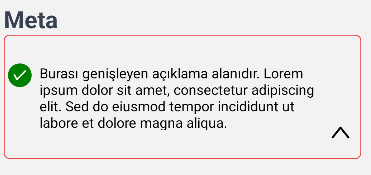 Meta
Burası genişleyen açıklama alanıdır. Lorem
ipsum dolor sit amet, consectetur adipiscing
elit. Sed do eiusmod tempor incididunt ut
labore et dolore magna aliqua.